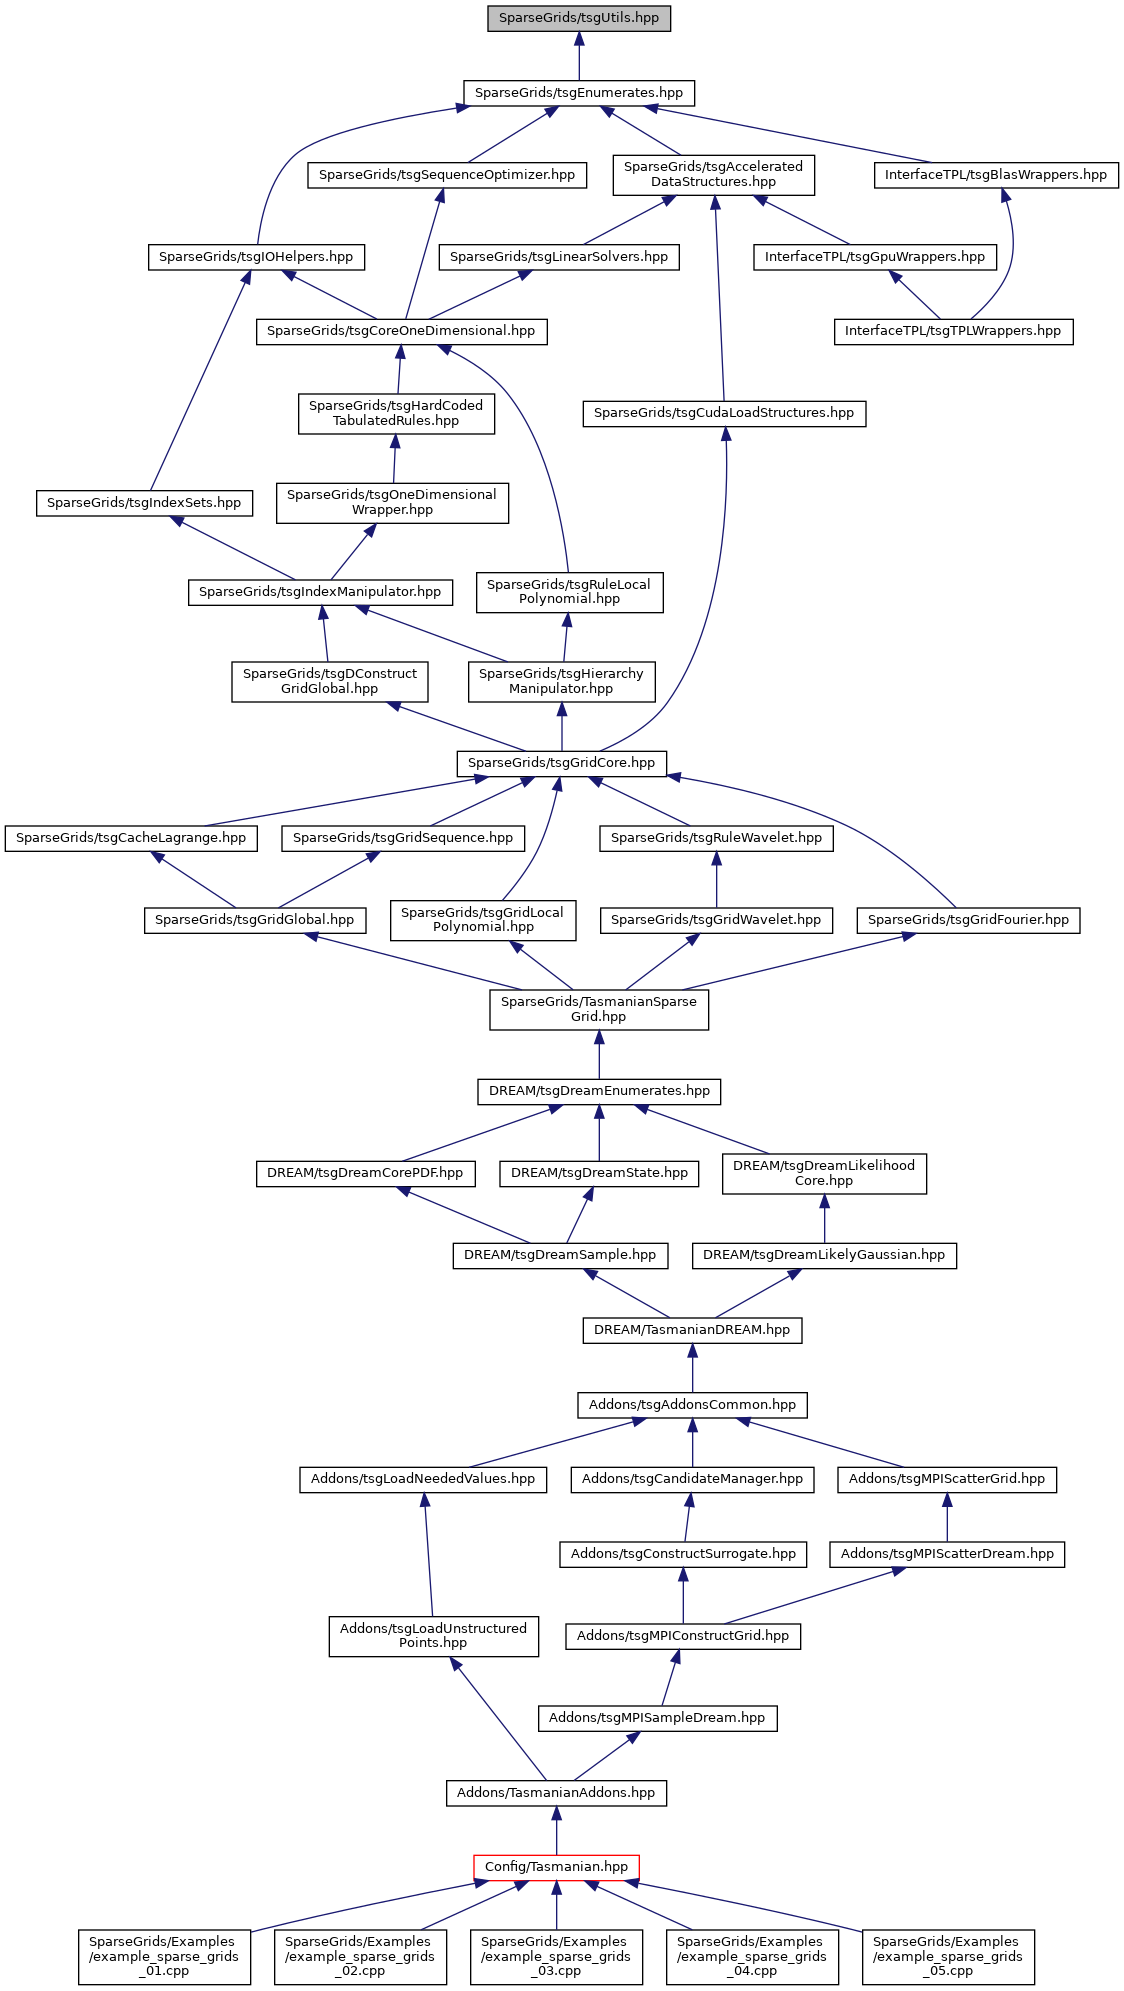 SparseGrids/tsgUtils.hpp
SparseGrids/tsgEnumerates.hpp
SparseGrids/tsgSequenceOptimizer.hpp
SparseGrids/tsgAccelerated
DataStructures.hpp
InterfaceTPL/tsgBlasWrappers.hpp
SparseGrids/tsgIOHelpers.hpp
SparseGrids/tsgLinearSolvers.hpp
InterfaceTPL/tsgGpuWrappers.hpp
SparseGrids/tsgCoreOneDimensional.hpp
InterfaceTPL/tsgTPLWrappers.hpp
SparseGrids/tsgHardCoded
TabulatedRules.hpp
SparseGrids/tsgCudaLoadStructures.hpp
SparseGrids/tsgIndexSets.hpp
SparseGrids/tsgOneDimensional
Wrapper.hpp
SparseGrids/tsgIndexManipulator.hpp
SparseGrids/tsgRuleLocal
Polynomial.hpp
SparseGrids/tsgDConstruct
GridGlobal.hpp
SparseGrids/tsgHierarchy
Manipulator.hpp
SparseGrids/tsgGridCore.hpp
SparseGrids/tsgCacheLagrange.hpp
SparseGrids/tsgGridSequence.hpp
SparseGrids/tsgRuleWavelet.hpp
SparseGrids/tsgGridGlobal.hpp
SparseGrids/tsgGridLocal
Polynomial.hpp
SparseGrids/tsgGridWavelet.hpp
SparseGrids/tsgGridFourier.hpp
SparseGrids/TasmanianSparse
Grid.hpp
DREAM/tsgDreamEnumerates.hpp
DREAM/tsgDreamCorePDF.hpp
DREAM/tsgDreamState.hpp
DREAM/tsgDreamLikelihood
Core.hpp
DREAM/tsgDreamSample.hpp
DREAM/tsgDreamLikelyGaussian.hpp
DREAM/TasmanianDREAM.hpp
Addons/tsgAddonsCommon.hpp
Addons/tsgLoadNeededValues.hpp
Addons/tsgCandidateManager.hpp
Addons/tsgMPIScatterGrid.hpp
Addons/tsgConstructSurrogate.hpp
Addons/tsgMPIScatterDream.hpp
Addons/tsgLoadUnstructured
Points.hpp
Addons/tsgMPIConstructGrid.hpp
Addons/tsgMPISampleDream.hpp
Addons/TasmanianAddons.hpp
Config/Tasmanian.hpp
SparseGrids/Examples
/example_sparse_grids
_01.cpp
SparseGrids/Examples
/example_sparse_grids
_02.cpp
SparseGrids/Examples
/example_sparse_grids
_03.cpp
SparseGrids/Examples
/example_sparse_grids
_04.cpp
SparseGrids/Examples
/example_sparse_grids
_05.cpp